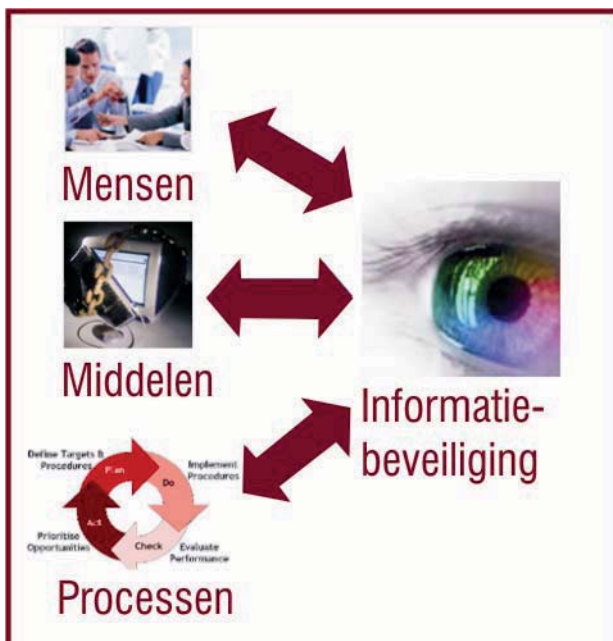 Mensen
Middelen
Informatie-
beveiliging
Define Targets &
Procedures
Plan
Implement
Procedures
Do
Act
Prioritise
Opportunities
Check
Evaluate
Performance
Processen